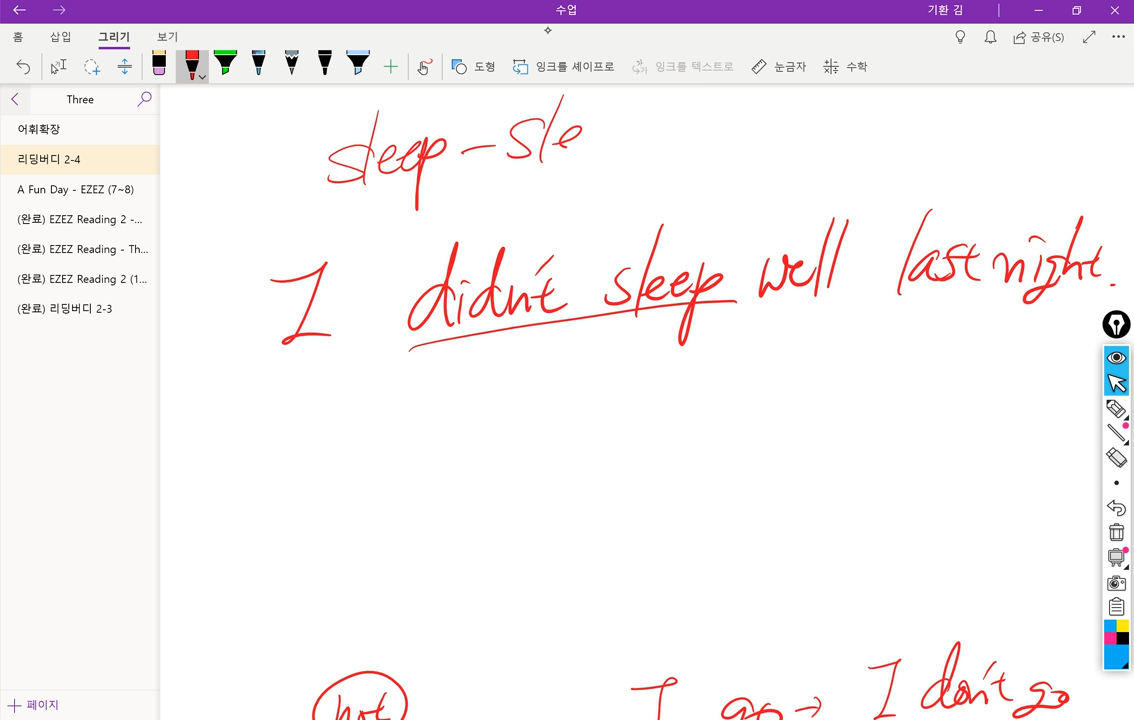 수업
기환 김
홈 삽입 그리기 보기
공유(S)
도형 잉크를 셰이프로 잉크를 텍스트로 눈금자 수학
Three
어휘확장
리딩버디 2-4
A Fun Day - EZEZ (7~8)
(완료) EZEZ Reading 2 -...
(완료) EZEZ Reading - Th...
(완료) EZEZ Reading 2 (1...
(완료) 리딩버디 2-3
페이지
sleep - sle
I didn't sleep well last night.
not I go → I don't go